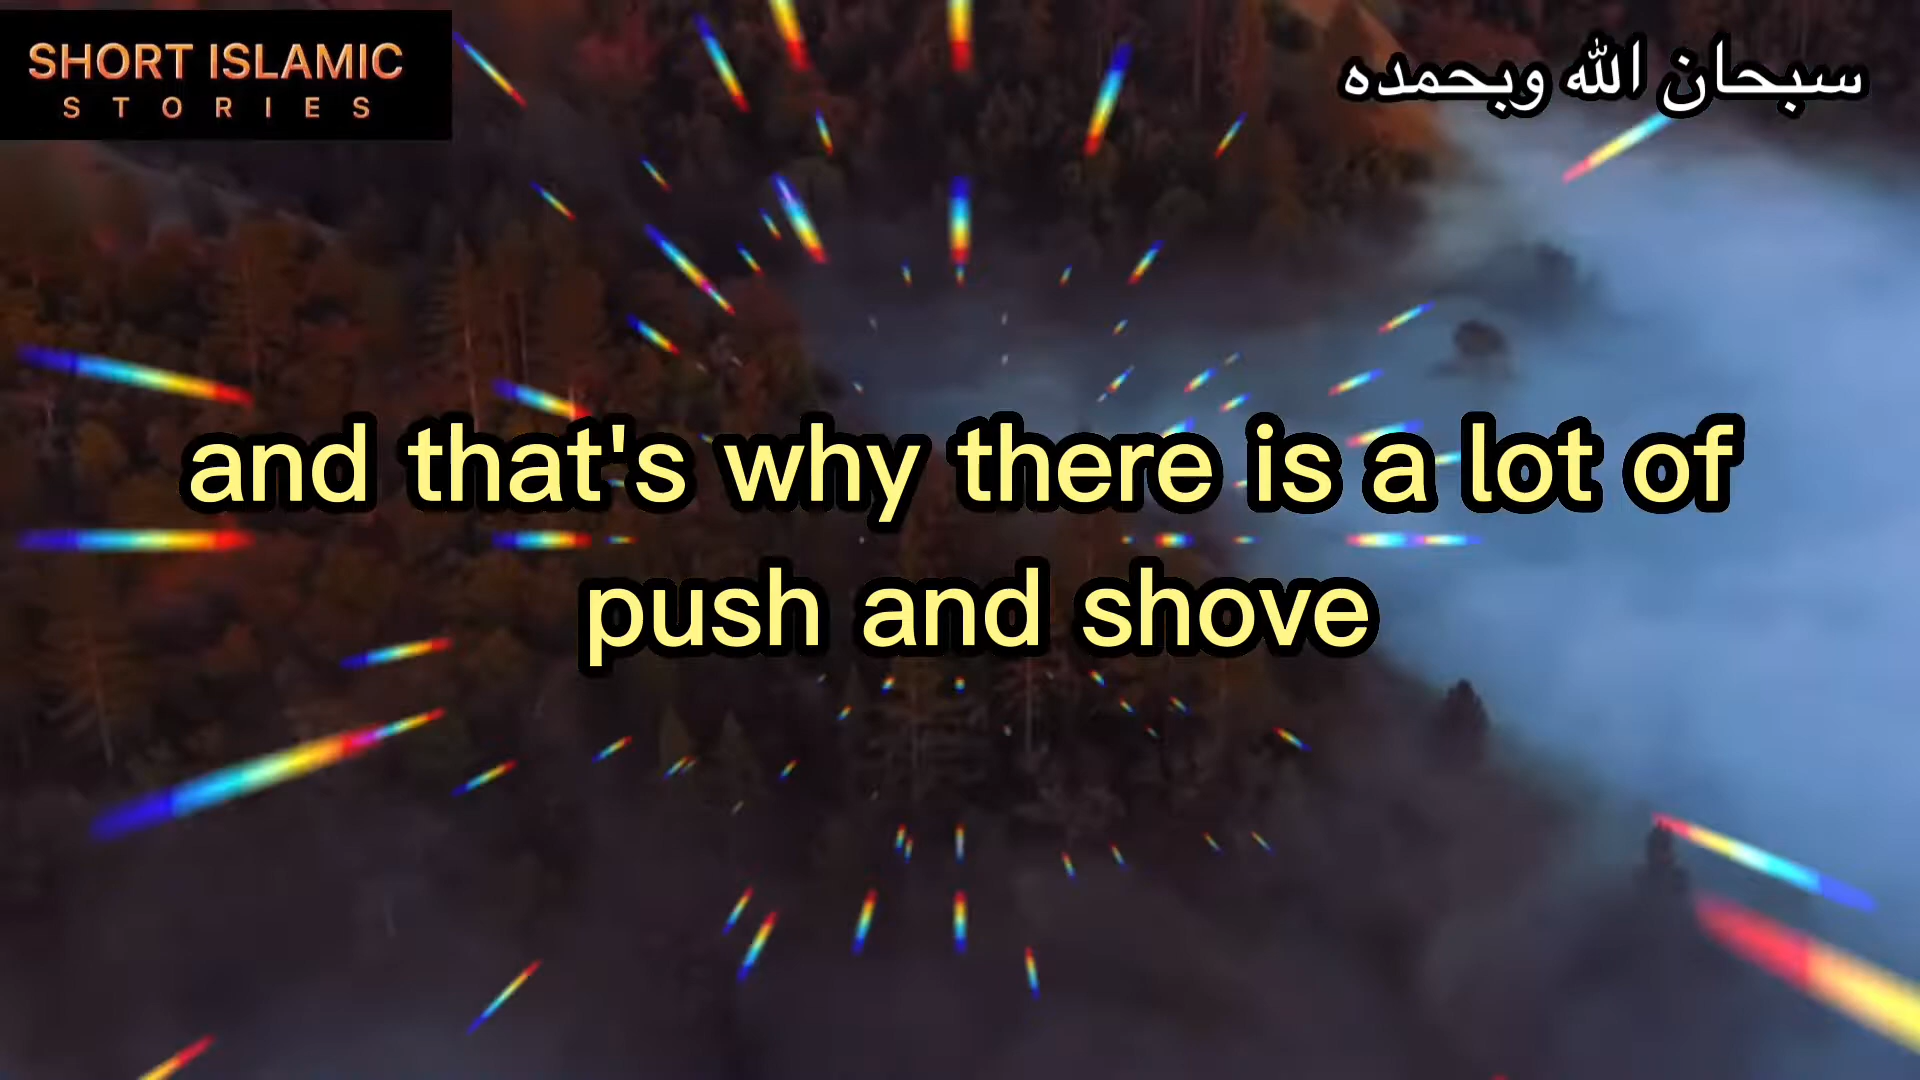 SHORT ISLAMIC
STORIES
سبحان الله وبحمده
and that's why there is a lot of
push and shove